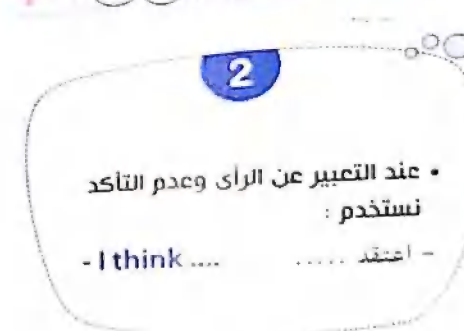 2
• عند التعبير عن الرأى وعدم التأكد
نستخدم :
- اعتقد ..... - I think ....